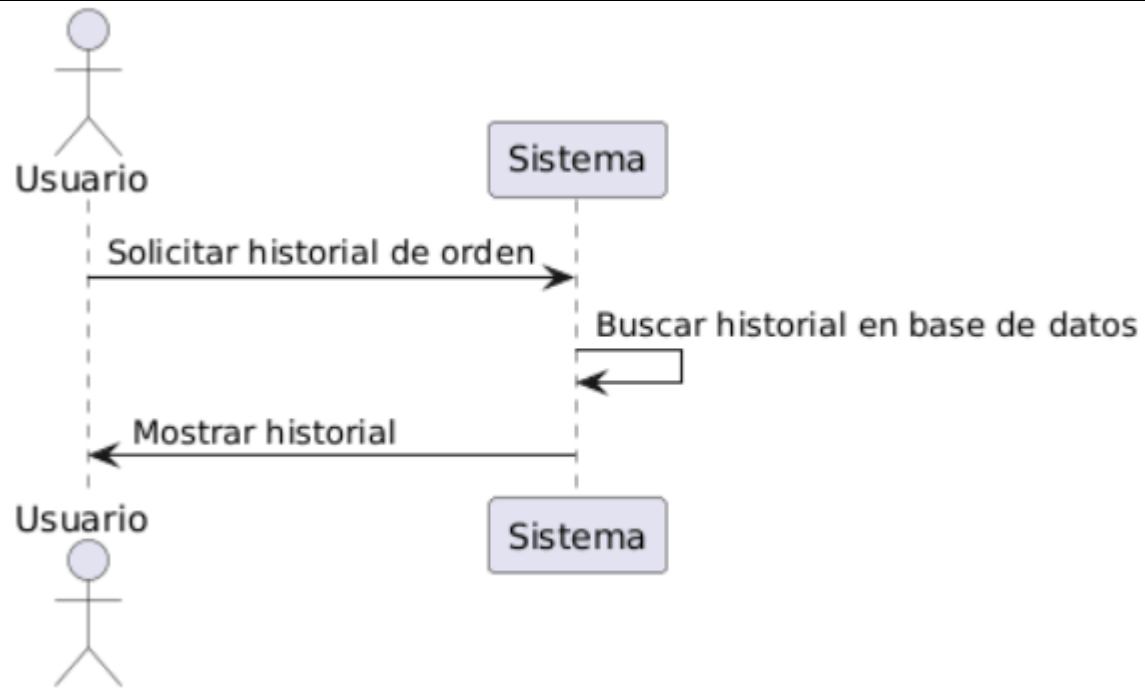 Usuario
Sistema
Solicitar historial de orden
Buscar historial en base de datos
Mostrar historial
Usuario
Sistema